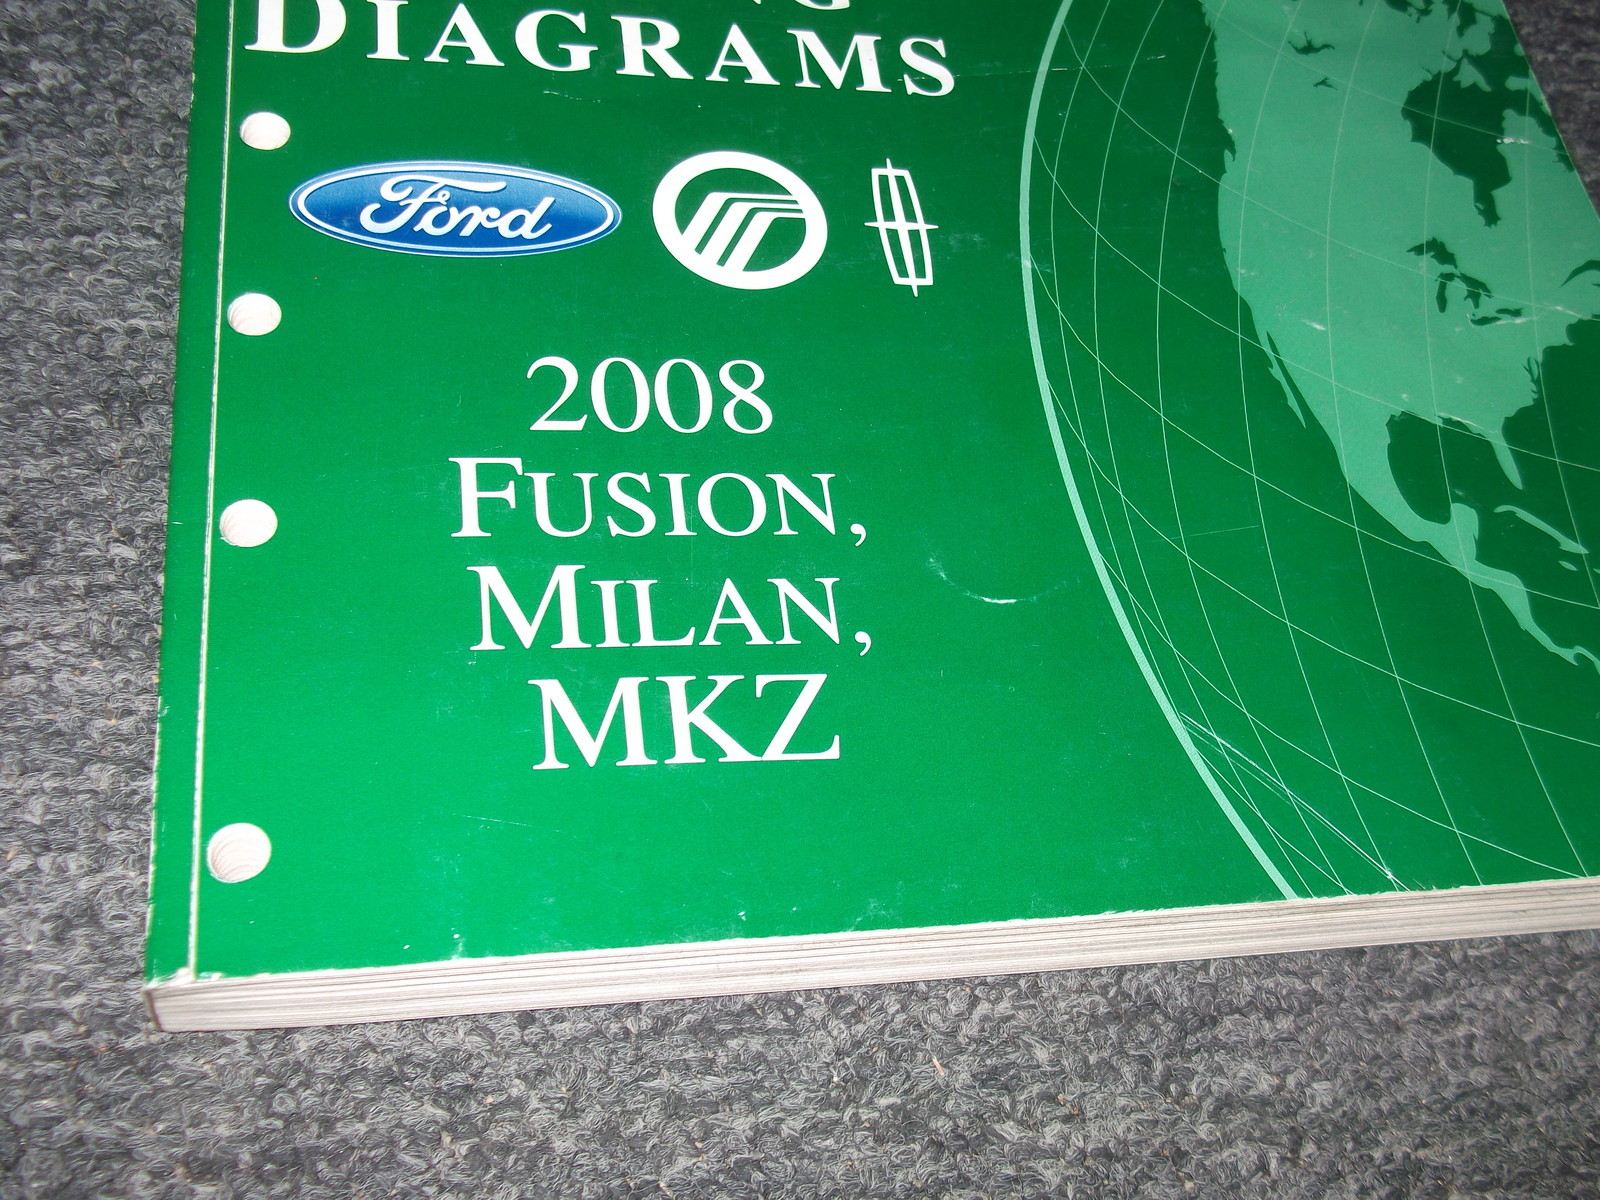 DIAGRAMS
Ford
2008
FUSION,
MILAN,
MKZ